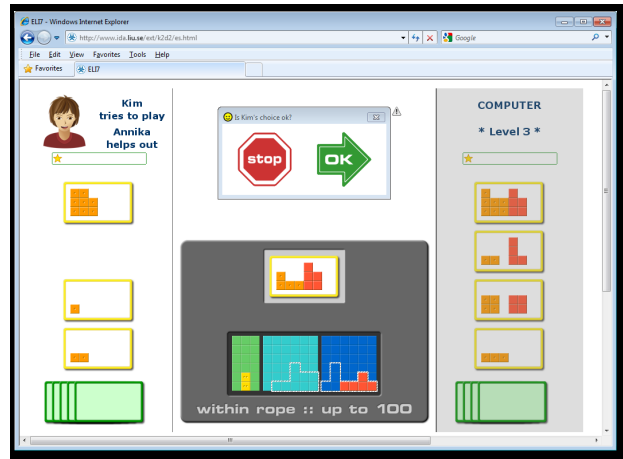 ELI7 - Windows Internet Explorer
http://www.ida.liu.se/ext/k2d2/es.html
Google
File Edit View Favorites Tools Help
Favorites
ELI7
Kim
tries to play
Annika
helps out
Is Kim's choice ok?
stop
OK
COMPUTER
* Level 3 *
within rope :: up to 100